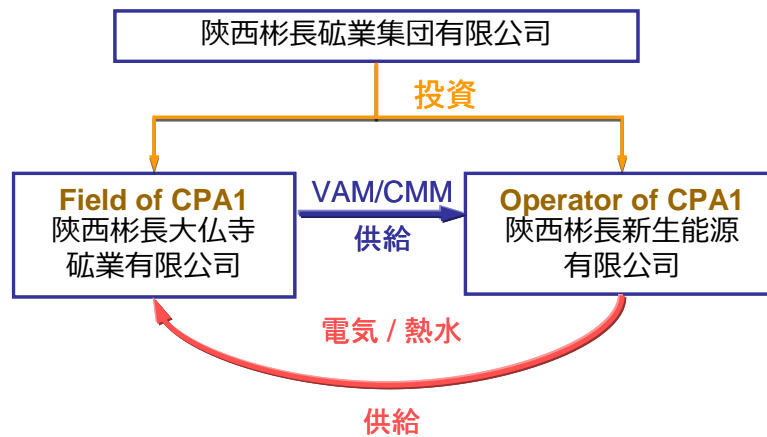 陝西彬長砿業集団有限公司
投資
Field of CPA1
陝西彬長大仏寺
砿業有限公司
VAM/CMM
供給
Operator of CPA1
陝西彬長新生能源
有限公司
電気 / 熱水
供給